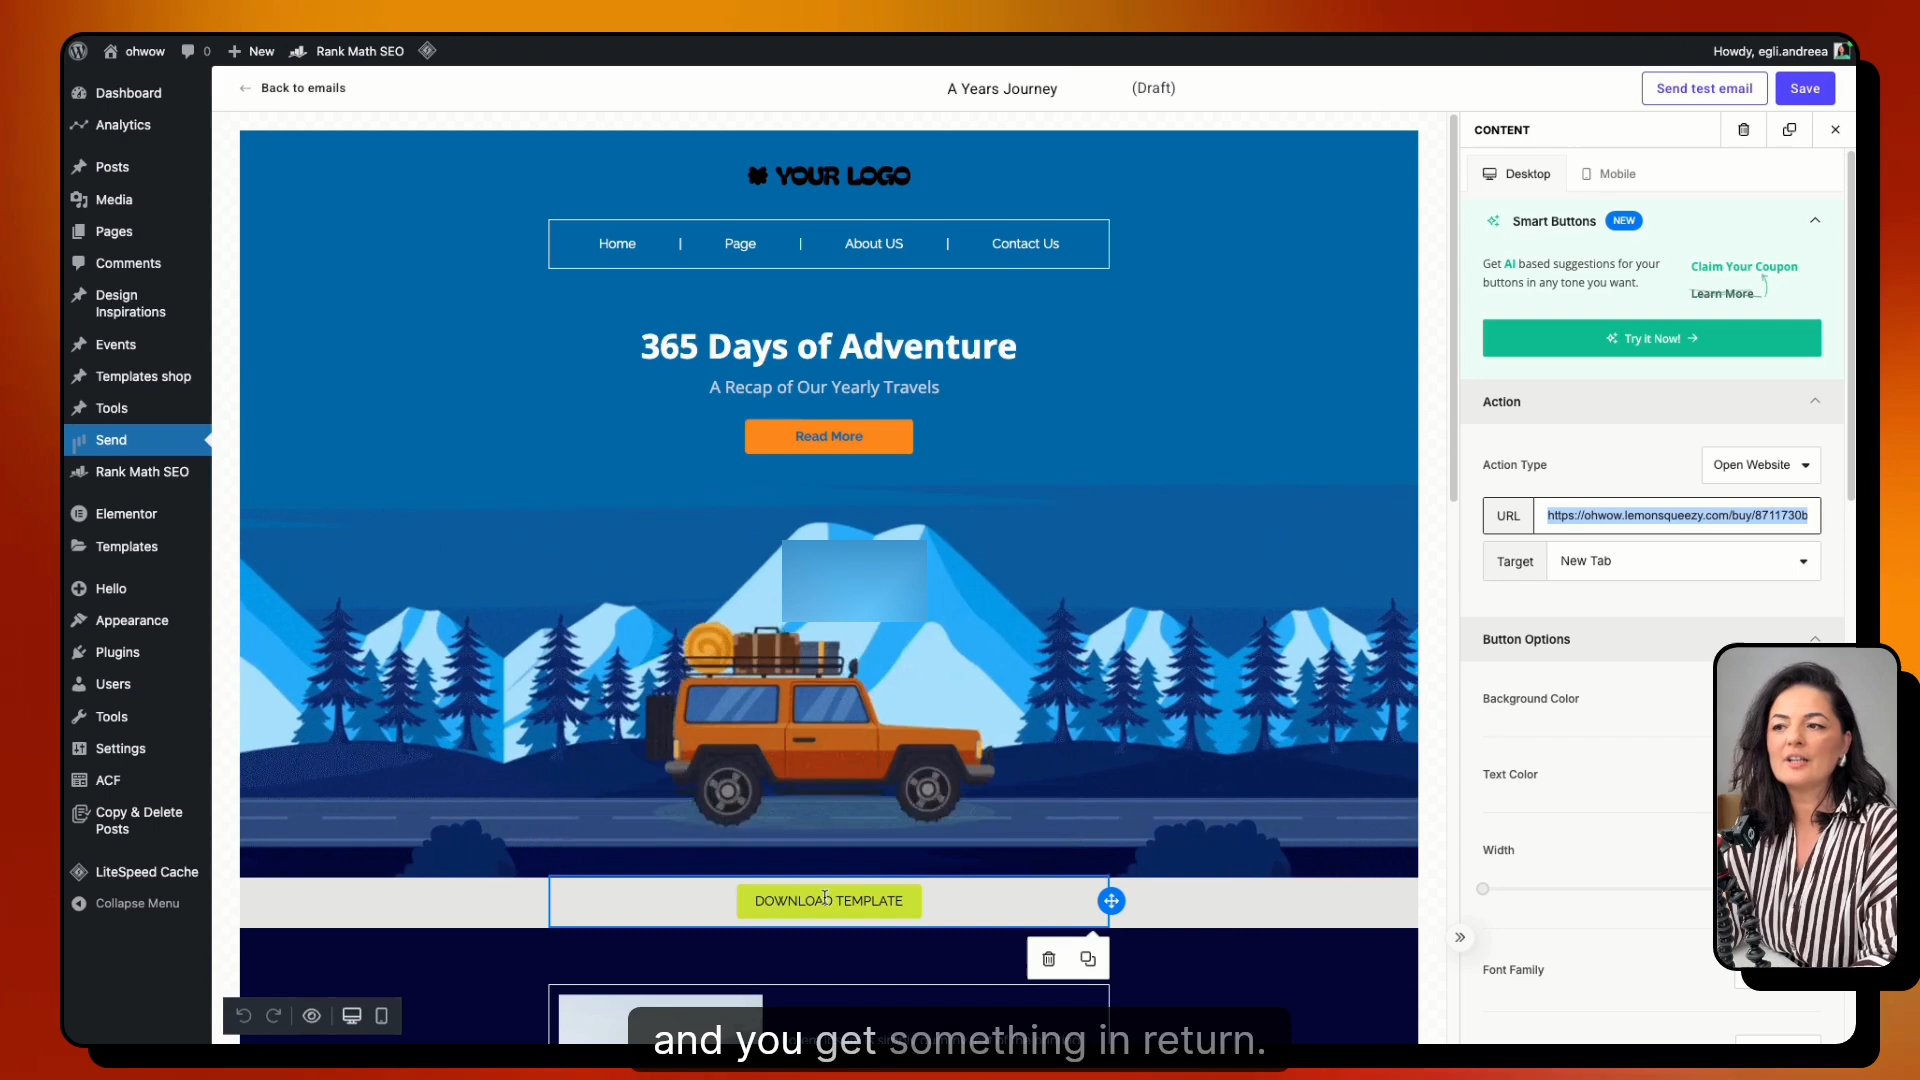 ohwow 0 New Rank Math SEO Howdy, egli.andreea
Dashboard
Analytics
Posts
Media
Pages
Comments
Design
Inspirations
Events
Templates shop
Tools
Send
Rank Math SEO
Elementor
Templates
Hello
Appearance
Plugins
Users
Tools
Settings
ACF
Copy & Delete
Posts
LiteSpeed Cache
Collapse Menu
Back to emails A Years Journey (Draft) Send test email Save
YOUR LOGO
Home | Page | About US | Contact Us
365 Days of Adventure
A Recap of Our Yearly Travels
Read More
DOWNLOAD TEMPLATE
CONTENT
Desktop Mobile
Smart Buttons NEW
Get AI based suggestions for your
buttons in any tone you want.
Claim Your Coupon
Learn More
Try it Now!
Action
Action Type Open Website
URL https://ohwow.lemonsqueezy.com/buy/8711730b
Target New Tab
Button Options
Background Color
Text Color
Width
Font Family
and you get something in return.